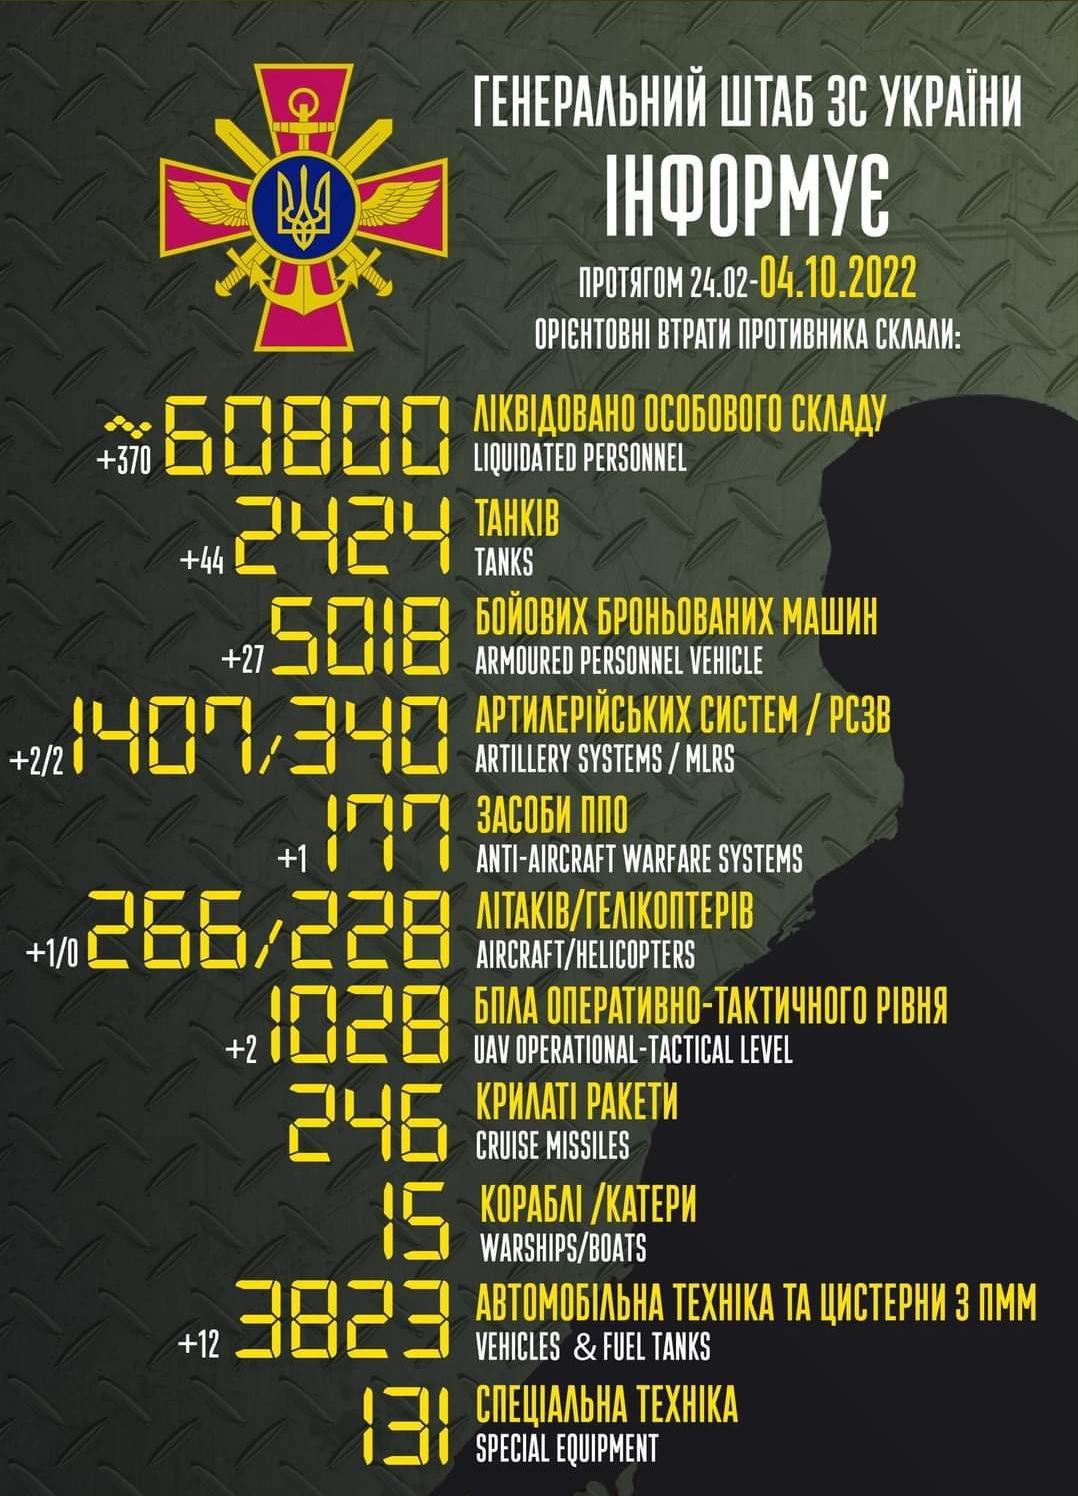 ГЕНЕРАЛЬНИЙ ШТАБ ЗС УКРАЇНИ
ІНФОРМУЄ
ПРОТЯГОМ 24.02-04.10.2022
ОРІЄНТОВНІ ВТРАТИ ПРОТИВНИКА СКЛАЛИ:
+370 ~60800 ЛІКВІДОВАНО ОСОБОВОГО СКЛАДУ
LIQUIDATED PERSONNEL
+44 2424 ТАНКІВ
TANKS
+27 5018 БОЙОВИХ БРОНЬОВАНИХ МАШИН
ARMOURED PERSONNEL VEHICLE
+2/2 1407/340 АРТИЛЕРІЙСЬКИХ СИСТЕМ / РСЗВ
ARTILLERY SYSTEMS / MLRS
+1 177 ЗАСОБИ ППО
ANTI-AIRCRAFT WARFARE SYSTEMS
+1/0 266/228 ЛІТАКІВ/ГЕЛІКОПТЕРІВ
AIRCRAFT/HELICOPTERS
+2 1028 БПЛА ОПЕРАТИВНО-ТАКТИЧНОГО РІВНЯ
UAV OPERATIONAL-TACTICAL LEVEL
246 КРИЛАТІ РАКЕТИ
CRUISE MISSILES
15 КОРАБЛІ /КАТЕРИ
WARSHIPS/BOATS
+12 3823 АВТОМОБІЛЬНА ТЕХНІКА ТА ЦИСТЕРНИ З ПММ
VEHICLES & FUEL TANKS
131 СПЕЦІАЛЬНА ТЕХНІКА
SPECIAL EQUIPMENT